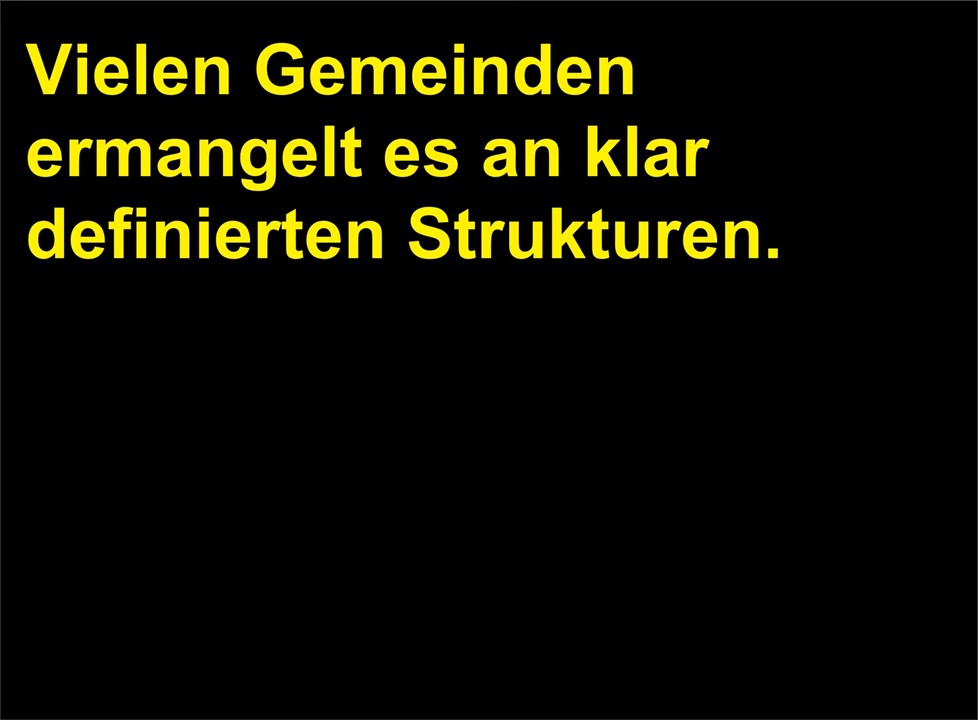 Vielen Gemeinden
ermangelt es an klar
definierten Strukturen.